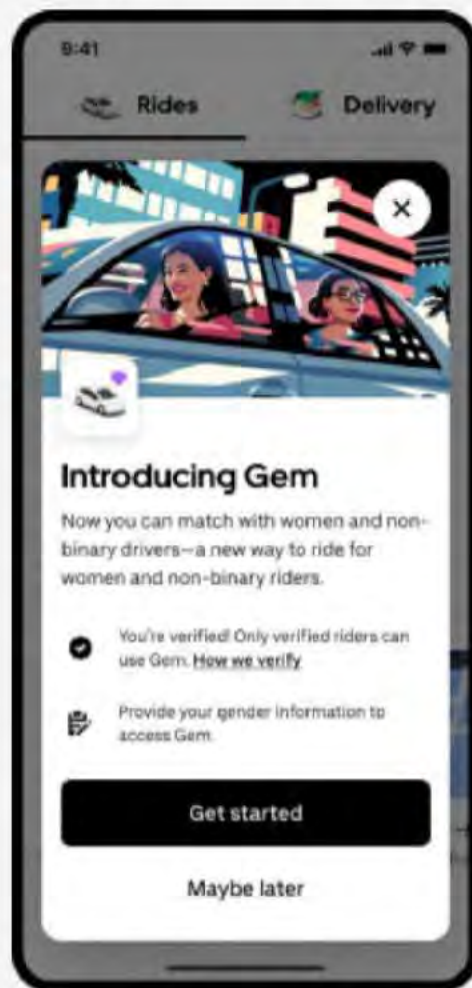 9:41
Rides
Delivery
Introducing Gem
Now you can match with women and non-
binary drivers—a new way to ride for
women and non-binary riders.
You're verified! Only verified riders can
use Gem. How we verify
Provide your gender information to
access Gem.
Get started
Maybe later